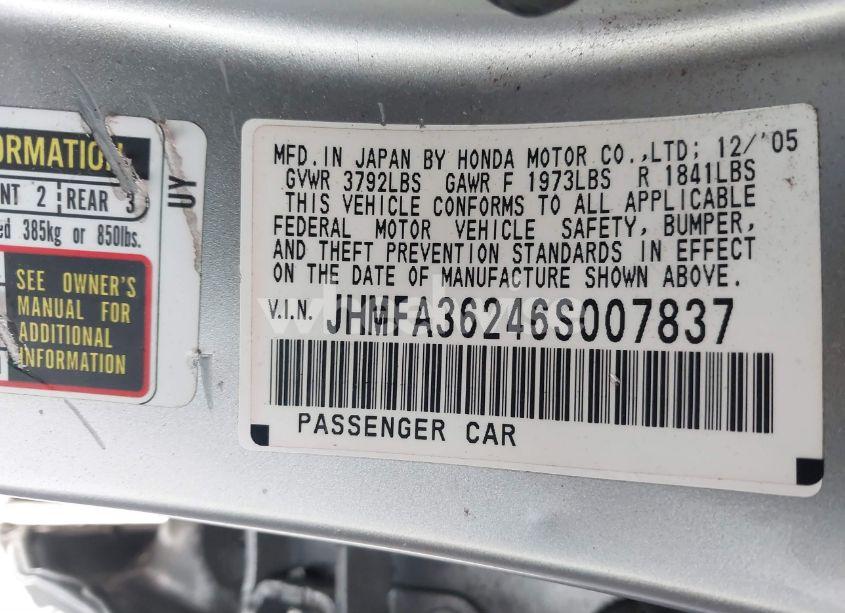 ORMATION
NT 2 REAR 3
ed 385kg or 850lbs.
SEE OWNER'S
MANUAL FOR
ADDITIONAL
INFORMATION
UY
MFD. IN JAPAN BY HONDA MOTOR CO.,LTD; 12/'05
GVWR 3792LBS GAWR F 1973LBS R 1841LBS
THIS VEHICLE CONFORMS TO ALL APPLICABLE
FEDERAL MOTOR VEHICLE SAFETY, BUMPER,
AND THEFT PREVENTION STANDARDS IN EFFECT
ON THE DATE OF MANUFACTURE SHOWN ABOVE.
V.I.N. JHMFA36246S007837
PASSENGER CAR